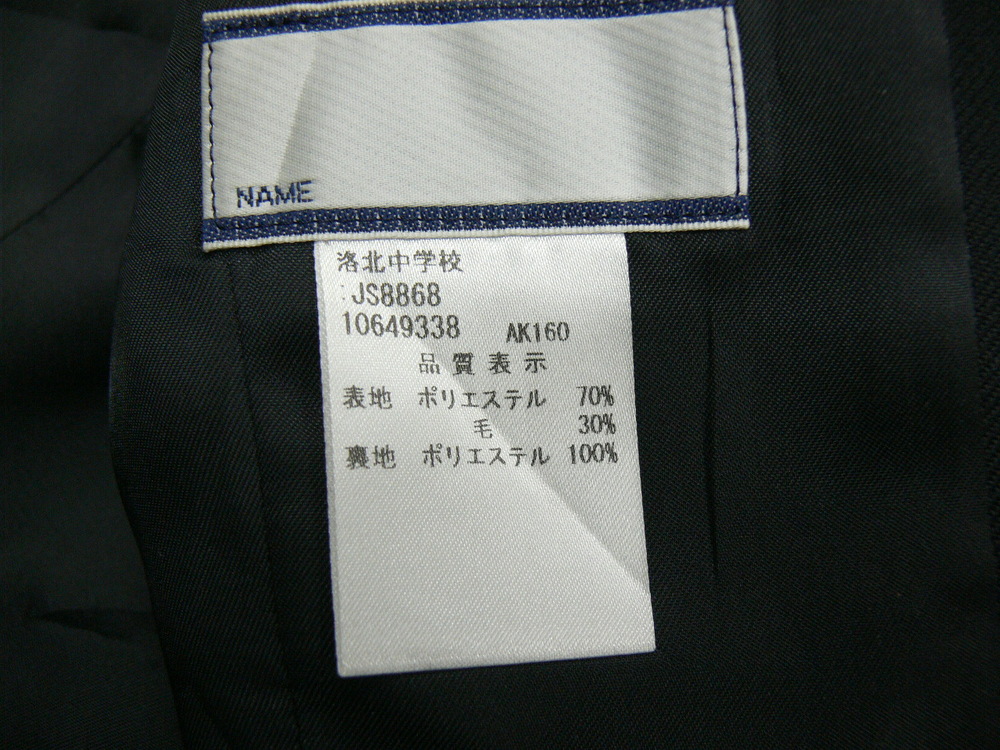 NAME
洛北中学校
:JS8868
10649338 AK160
品質表示
表地 ポリエステル 70%
毛 30%
裏地 ポリエステル 100%